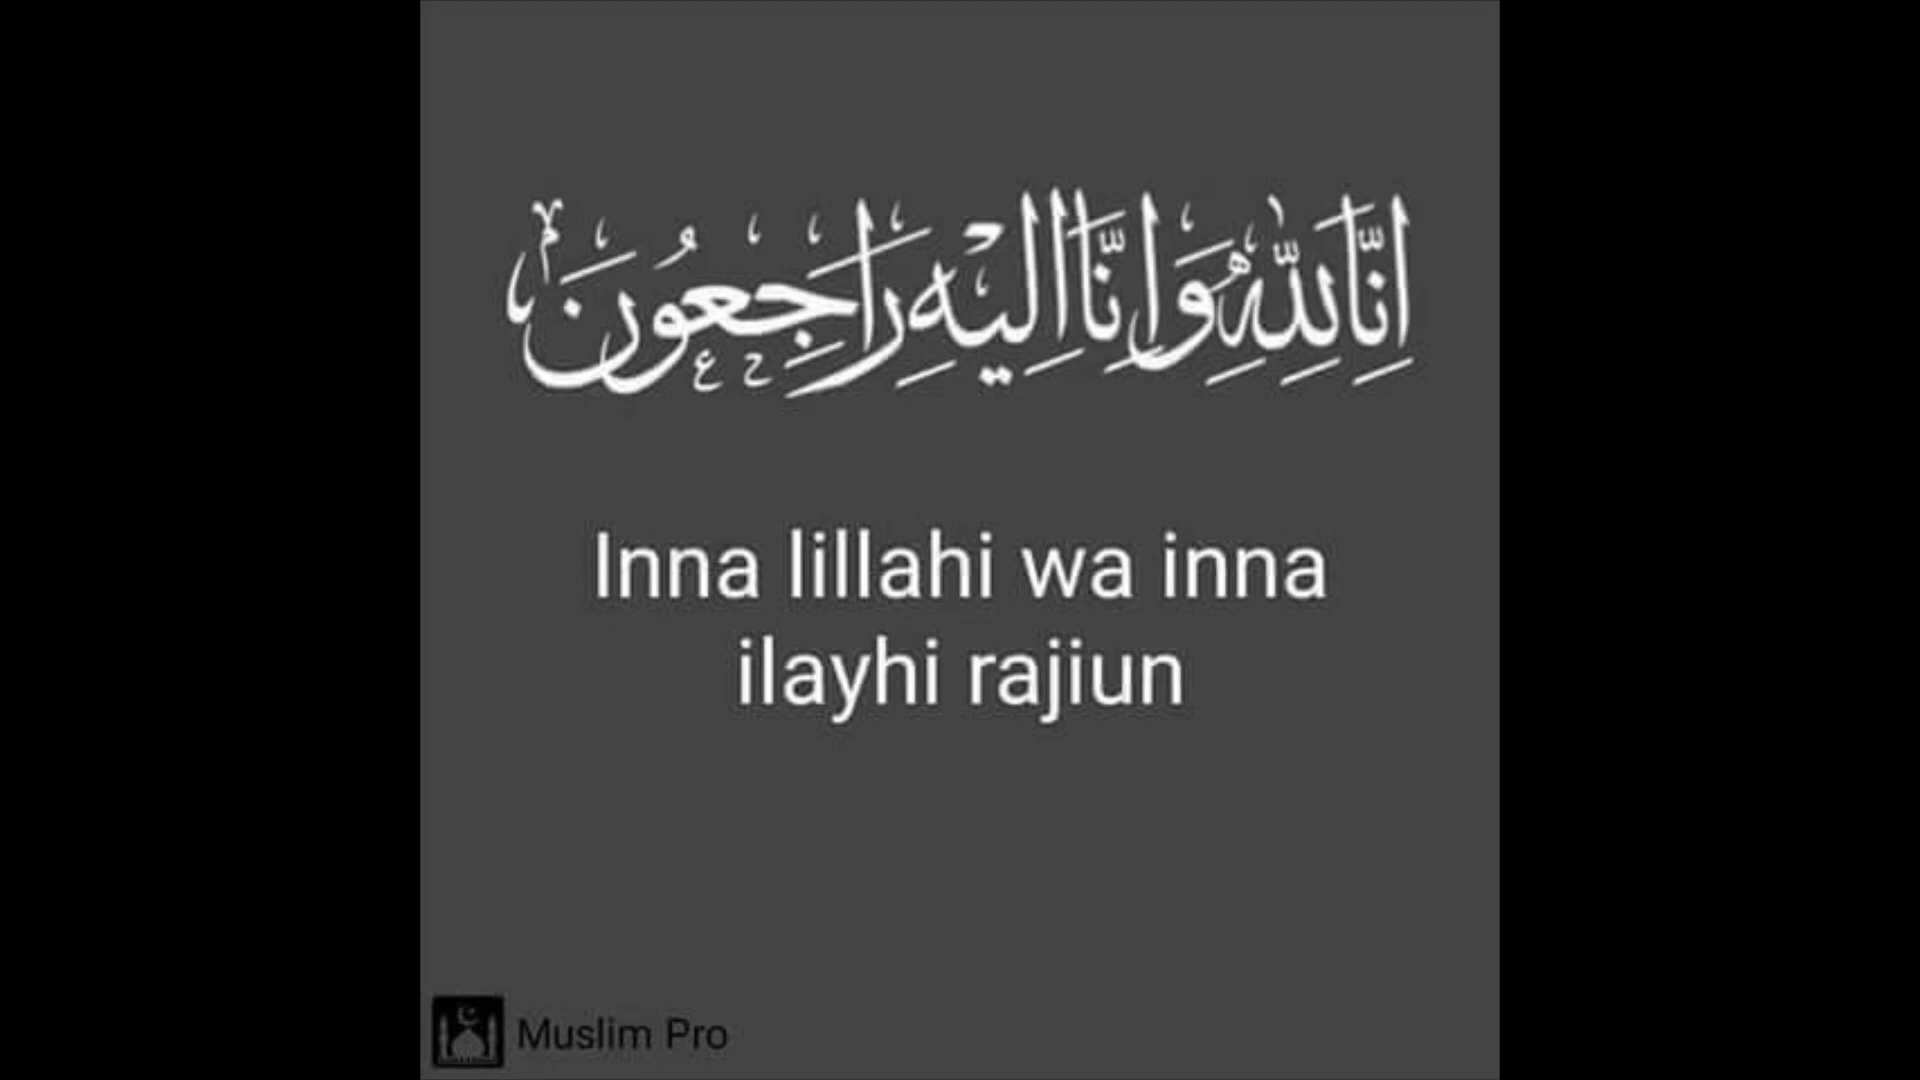 اِنَّا لِلّٰهِ وَاِنَّا اِلَيْهِ رَاجِعُونَ
Inna lillahi wa inna
ilayhi rajiun
Muslim Pro